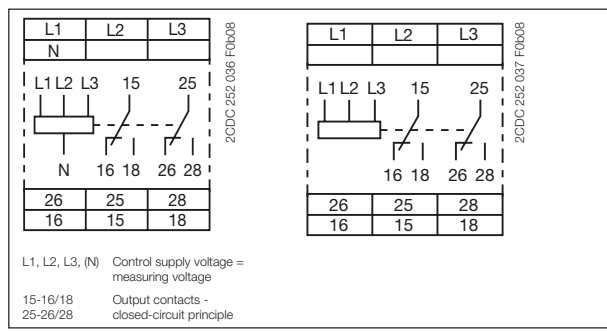 L1 L2 L3
N
L1 L2 L3 15 25
N 16 18 26 28
26 25 28
16 15 18
2CDC 252 036 F0b08
L1 L2 L3
L1 L2 L3 15 25
16 18 26 28
26 25 28
16 15 18
2CDC 252 037 F0b08
L1, L2, L3, (N) Control supply voltage =
measuring voltage
15-16/18 Output contacts -
25-26/28 closed-circuit principle